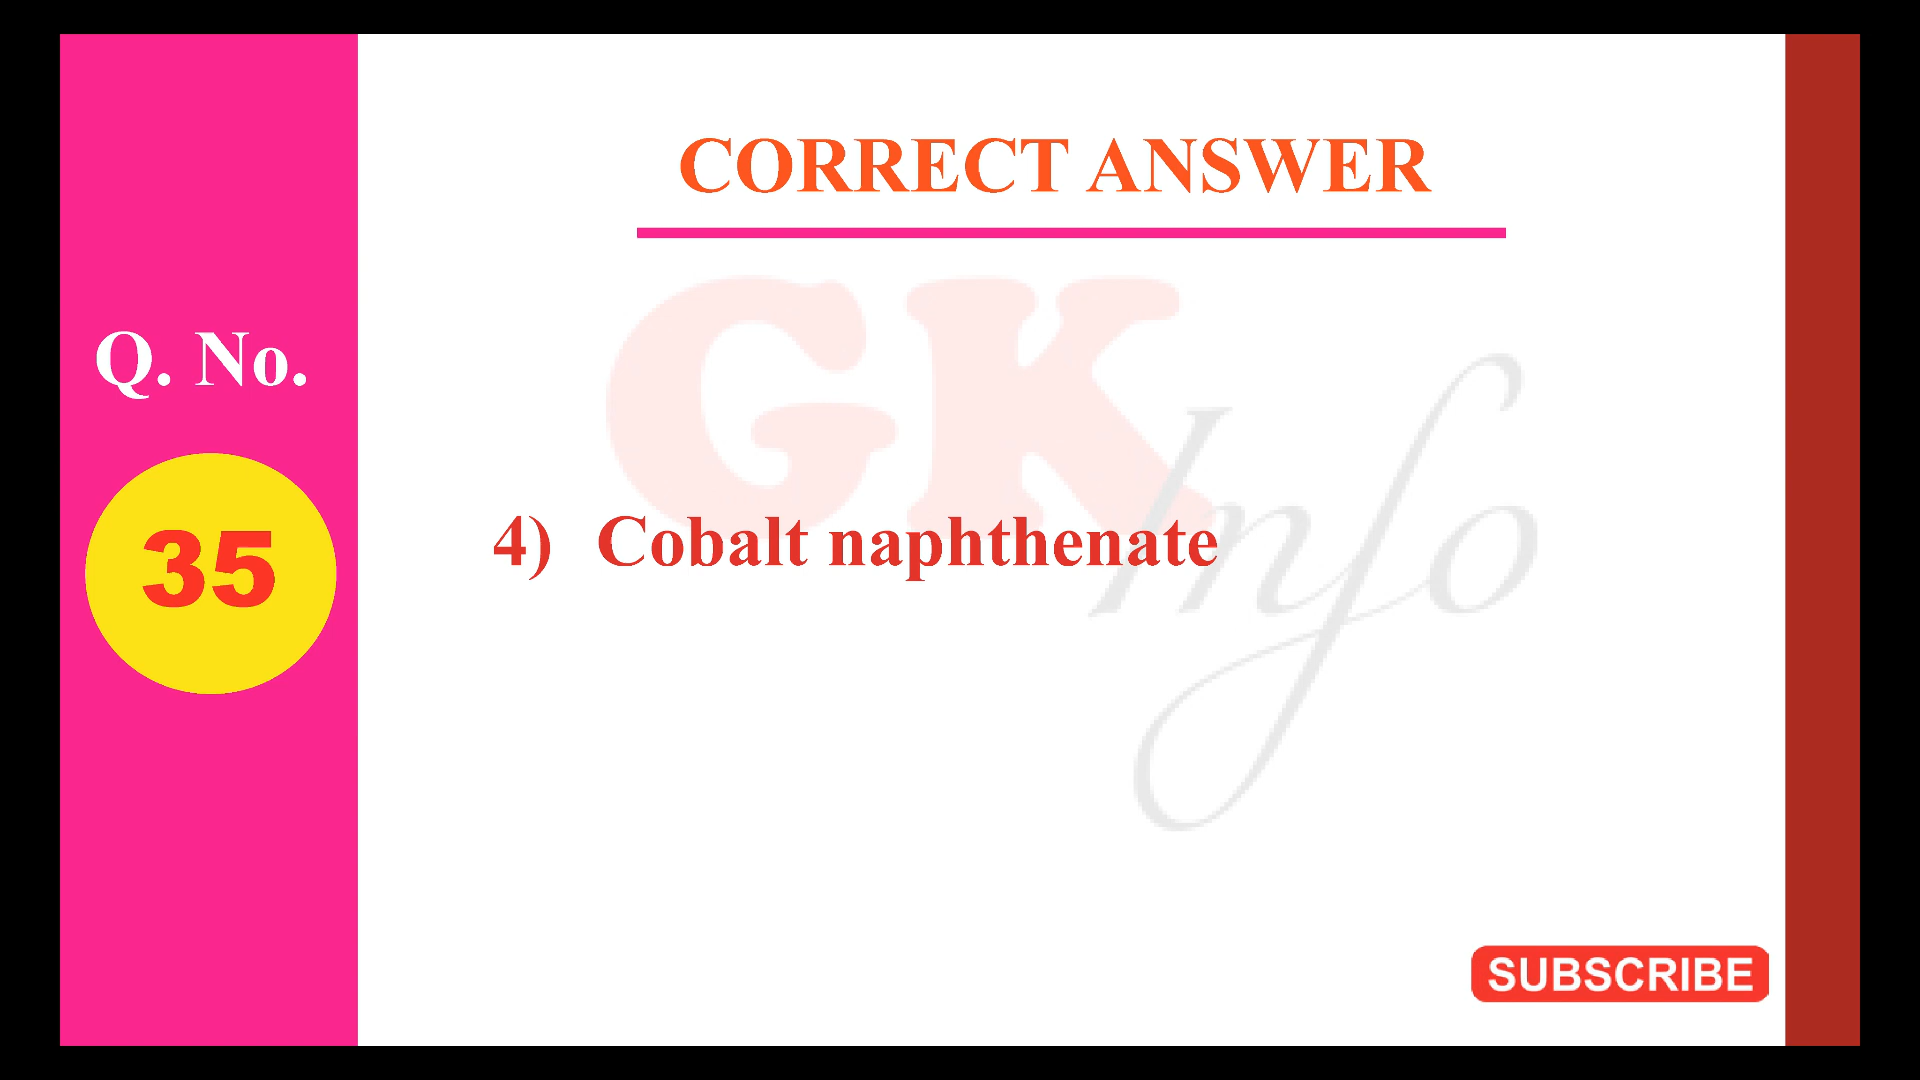 CORRECT ANSWER
Q. No.
35
GK Info
4) Cobalt naphthenate
SUBSCRIBE